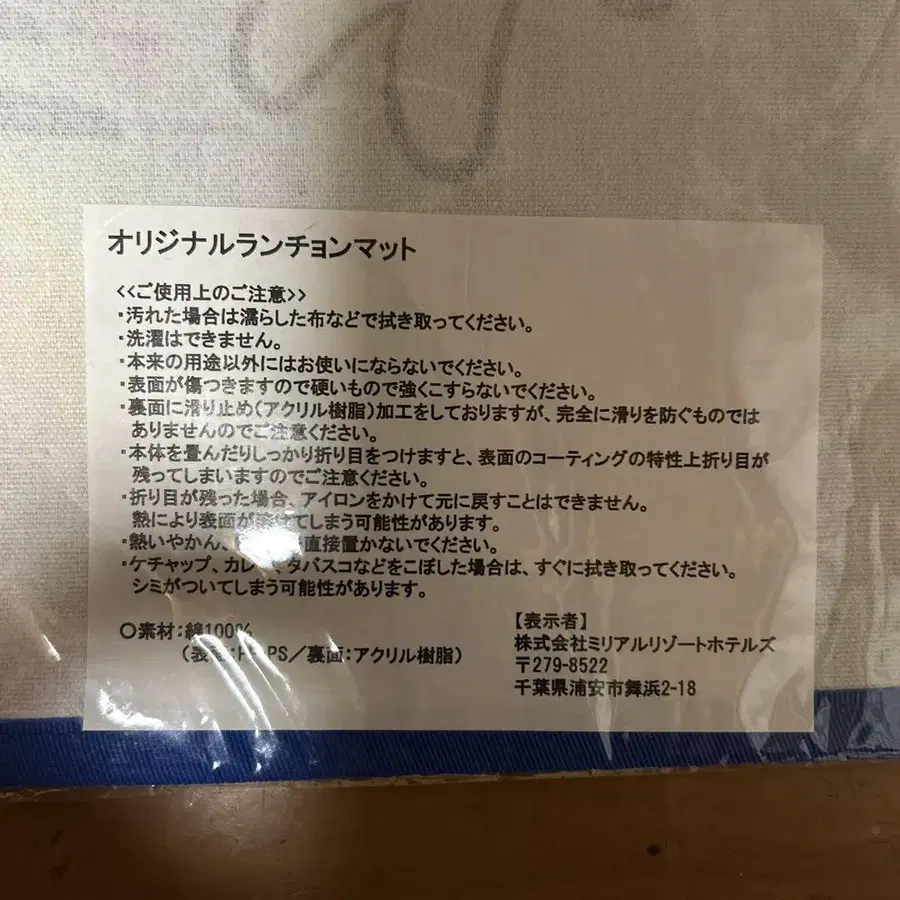 オリジナルランチョンマット
<<ご使用上のご注意>>
・汚れた場合は濡らした布などで拭き取ってください。
・洗濯はできません。
・本来の用途以外にはお使いにならないでください。
・表面が傷つきますので硬いもので強くこすらないでください。
・裏面に滑り止め(アクリル樹脂)加工をしておりますが、完全に滑りを防ぐものでは
ありませんのでご注意ください。
・本体を畳んだりしっかり折り目をつけますと、表面のコーティングの特性上折り目が
残ってしまいますのでご注意ください。
・折り目が残った場合、アイロンをかけて元に戻すことはできません。
熱により表面が溶けてしまう可能性があります。
・熱いやかん、直接置かないでください。
・ケチャップ、カレー、タバスコなどをこぼした場合は、すぐに拭き取ってください。
シミがついてしまう可能性があります。
〇素材:綿100%
(表面: PS/裏面:アクリル樹脂)
【表示者】
株式会社ミリアルリゾートホテルズ
〒279-8522
千葉県浦安市舞浜2-18